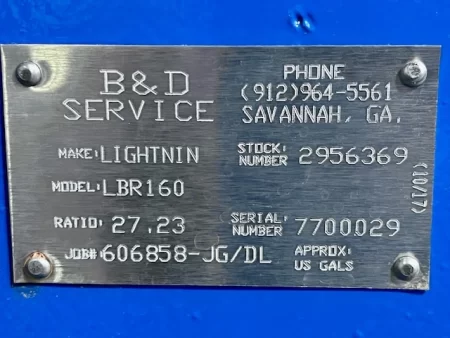 B&D
SERVICE
PHONE
(912)964-5561
SAVANNAH, GA.
MAKE: LIGHTNIN
STOCK:
NUMBER 2956369
MODEL: LBR160
(10/17)
RATIO: 27.23
SERIAL:
NUMBER 7700029
JOB#: 606858-JG/DL
APPROX:
US GALS